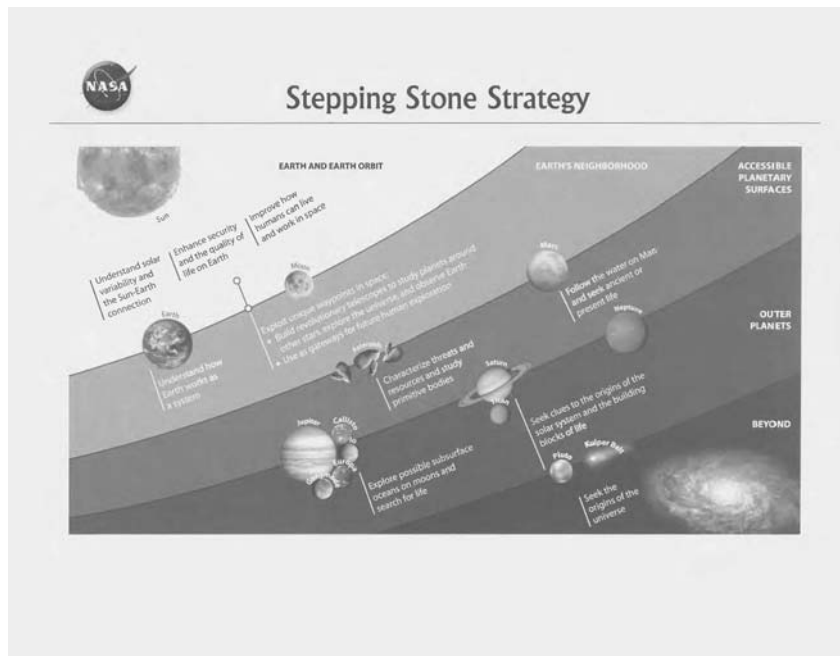 NASA
Stepping Stone Strategy
EARTH AND EARTH ORBIT
EARTH'S NEIGHBORHOOD
ACCESSIBLE
PLANETARY
SURFACES
Sun
Understand solar
variability and
the Sun-Earth
connection
Enhance security
and the quality of
life on Earth
Improve how
humans can live
and work in space
Moon
Earth
Understand how
Earth works as
a system
Exploit unique waypoints in space:
• Build revolutionary telescopes to study planets around
other stars, explore the universe, and observe Earth
• Use as gateways for future human exploration
Mars
Follow the water on Mars
and seek ancient or
present life
Asteroids
Characterize threats and
resources and study
primitive bodies
Neptune
OUTER
PLANETS
Saturn
Titan
Seek clues to the origins of the
solar system and the building
blocks of life
Jupiter
Callisto
Europa
Explore possible subsurface
oceans on moons and
search for life
Pluto
Kuiper Belt
BEYOND
Seek the
origins of the
universe